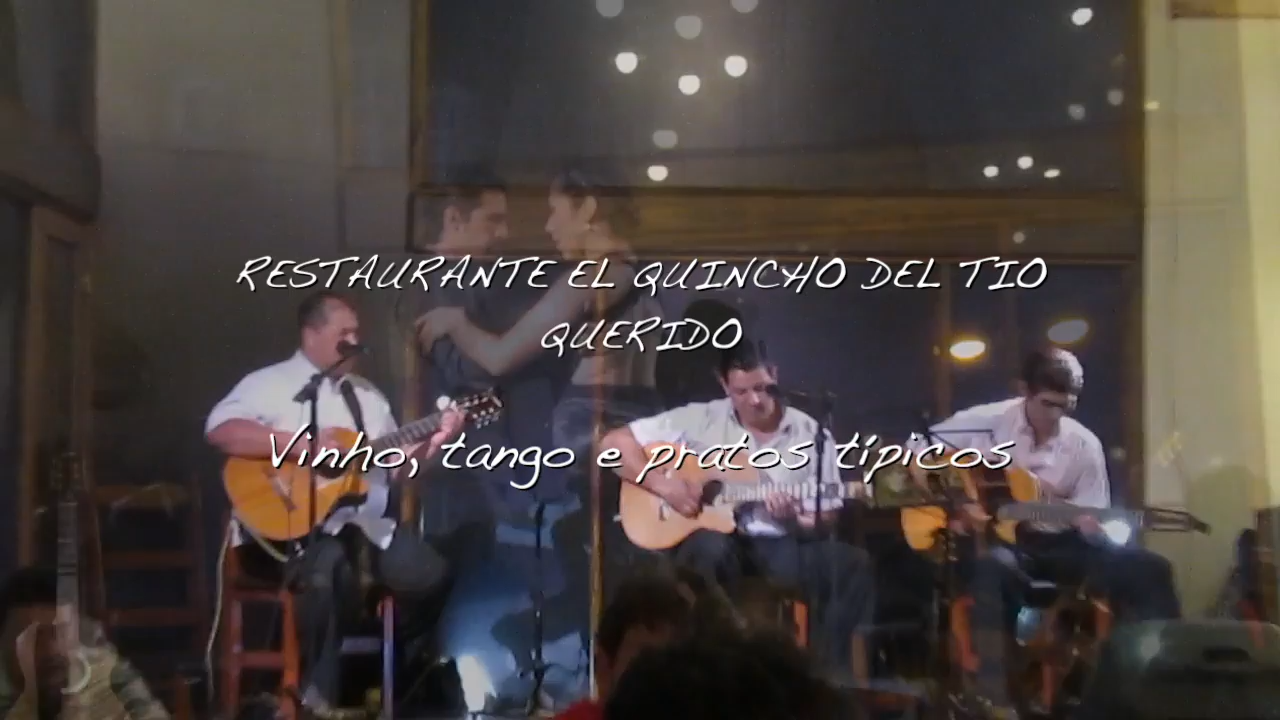 RESTAURANTE EL QUINCHO DEL TIO
QUERIDO
Vinho, tango e pratos típicos